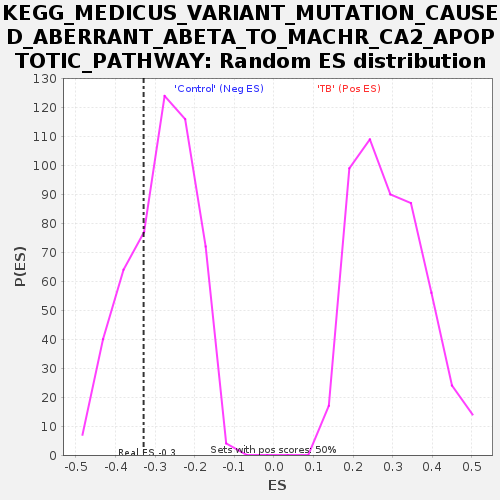 KEGG_MEDICUS_VARIANT_MUTATION_CAUSE
D_ABERRANT_ABETA_TO_MACHR_CA2_APOP
TOTIC_PATHWAY: Random ES distribution
'Control' (Neg ES) 'TB' (Pos ES)
130
120
110
100
90
80
70
60
50
40
30
20
10
0
P(ES)
Real ES -0.3 Sets with pos scores: 50%
-0.5 -0.4 -0.3 -0.2 -0.1 0.0 0.1 0.2 0.3 0.4 0.5
ES